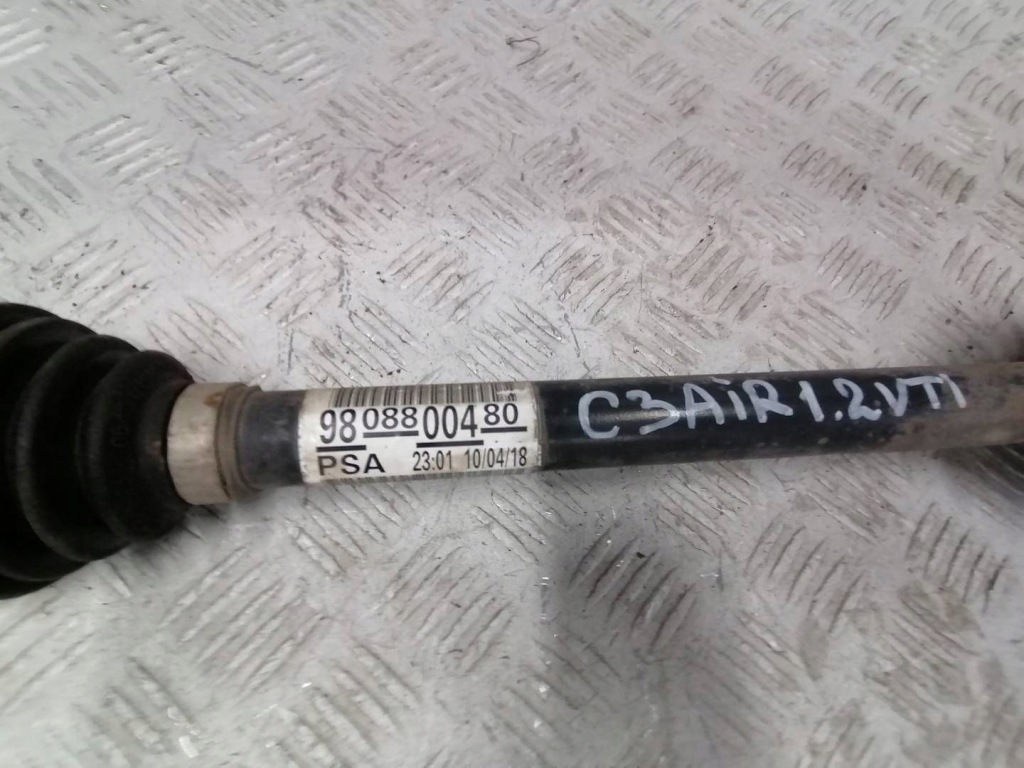 98 088 004 80
PSA 23:01 10/04/18
C3AiR 1.2VTI